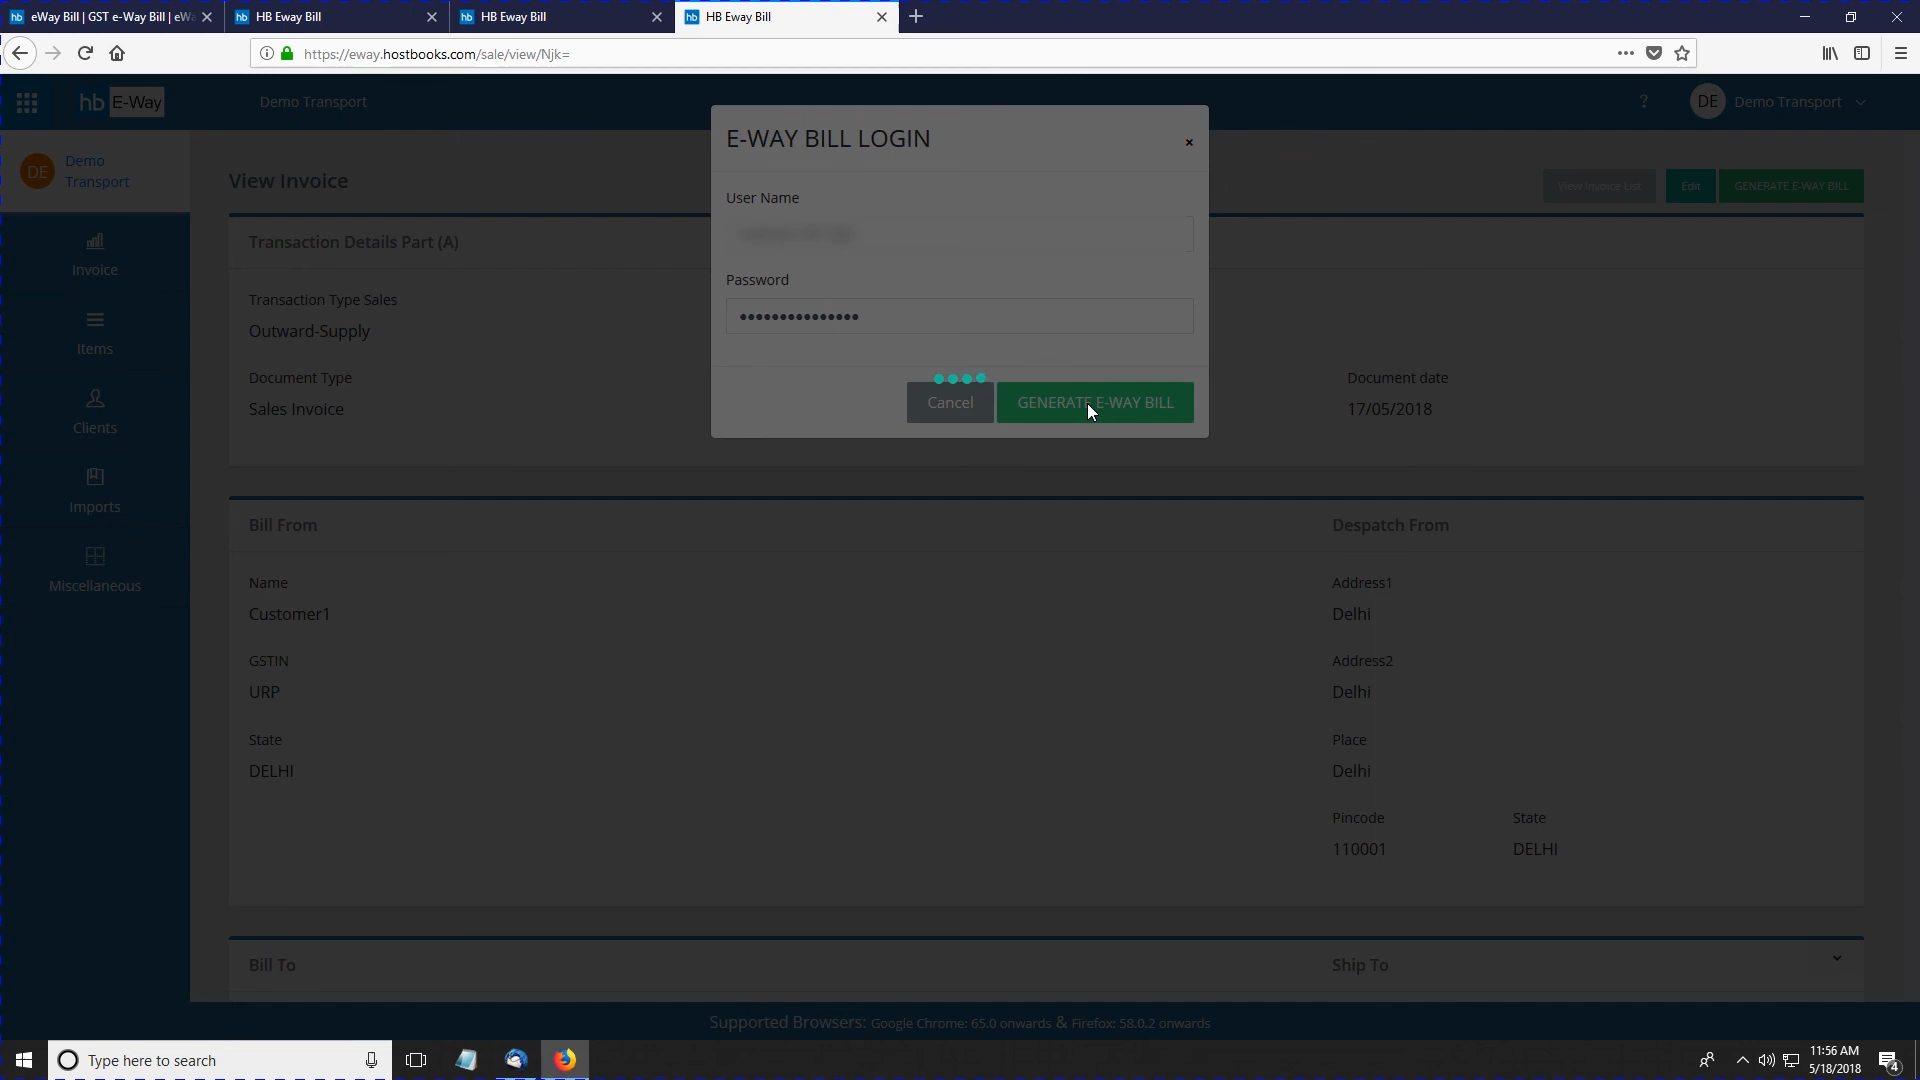 eWay Bill | GST e-Way Bill | eWa
HB Eway Bill
HB Eway Bill
HB Eway Bill
https://eway.hostbooks.com/sale/view/Njk=
hb E-Way
Demo Transport
?
DE
Demo Transport
DE
Demo
Transport
Invoice
Items
Clients
Imports
Miscellaneous
View Invoice
View Invoice List
Edit
GENERATE E-WAY BILL
Transaction Details Part (A)
Transaction Type Sales
Outward-Supply
Document Type
Sales Invoice
Document date
17/05/2018
E-WAY BILL LOGIN
×
User Name
Password
•••••••••••••••
Cancel
GENERATE E-WAY BILL
Bill From
Name
Customer1
GSTIN
URP
State
DELHI
Despatch From
Address1
Delhi
Address2
Delhi
Place
Delhi
Pincode
State
110001
DELHI
Bill To
Ship To
Supported Browsers: Google Chrome: 65.0 onwards & Firefox: 58.0.2 onwards
Type here to search
11:56 AM
5/18/2018
4